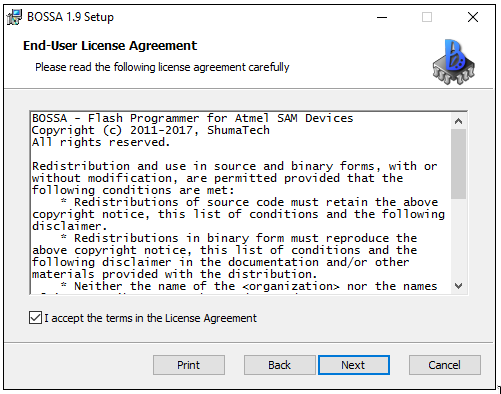 BOSSA 1.9 Setup
End-User License Agreement
Please read the following license agreement carefully
BOSSA - Flash Programmer for Atmel SAM Devices
Copyright (c) 2011-2017, ShumaTech
All rights reserved.
Redistribution and use in source and binary forms, with or
without modification, are permitted provided that the
following conditions are met:
* Redistributions of source code must retain the above
copyright notice, this list of conditions and the following
disclaimer.
* Redistributions in binary form must reproduce the
above copyright notice, this list of conditions and the
following disclaimer in the documentation and/or other
materials provided with the distribution.
* Neither the name of the <organization> nor the names
I accept the terms in the License Agreement
Print
Back
Next
Cancel